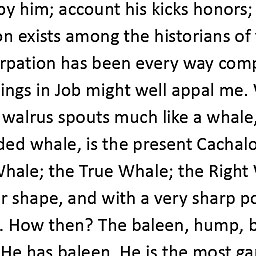 by him; account his kicks honors;
on exists among the historians of
rpation has been every way comp
ings in Job might well appal me.
walrus spouts much like a whale,
ded whale, is the present Cachalo
Whale; the True Whale; the Right
r shape, and with a very sharp po
. How then? The baleen, hump, b
He has baleen. He is the most gam